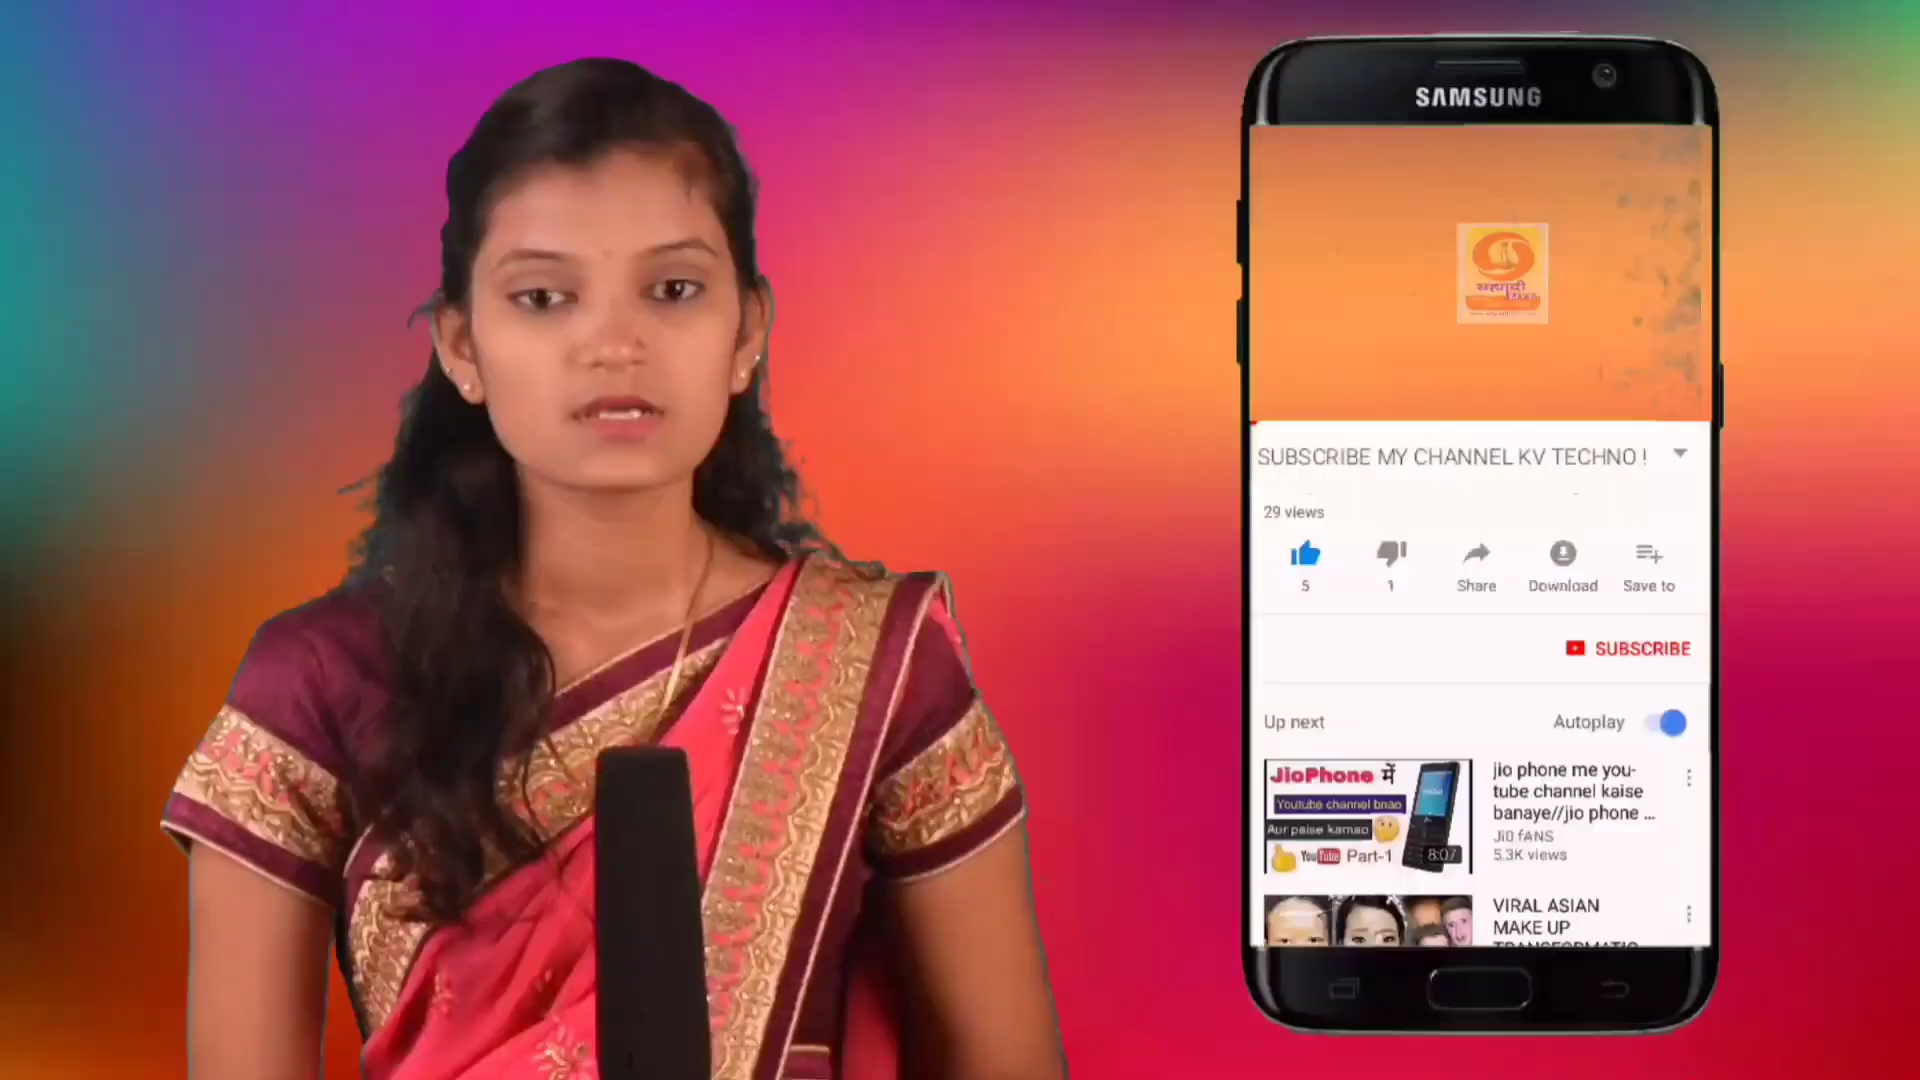 SAMSUNG
सह्याद्री
SUBSCRIBE MY CHANNEL KV TECHNO !
29 views
5
1
Share
Download
Save to
SUBSCRIBE
Up next
Autoplay
JioPhone में
Youtube channel bnao
Aur paise kamao
YouTube Part-1
8:07
jio phone me you-
tube channel kaise
banaye//jio phone ...
JiO fANS
5.3K views
VIRAL ASIAN
MAKE UP